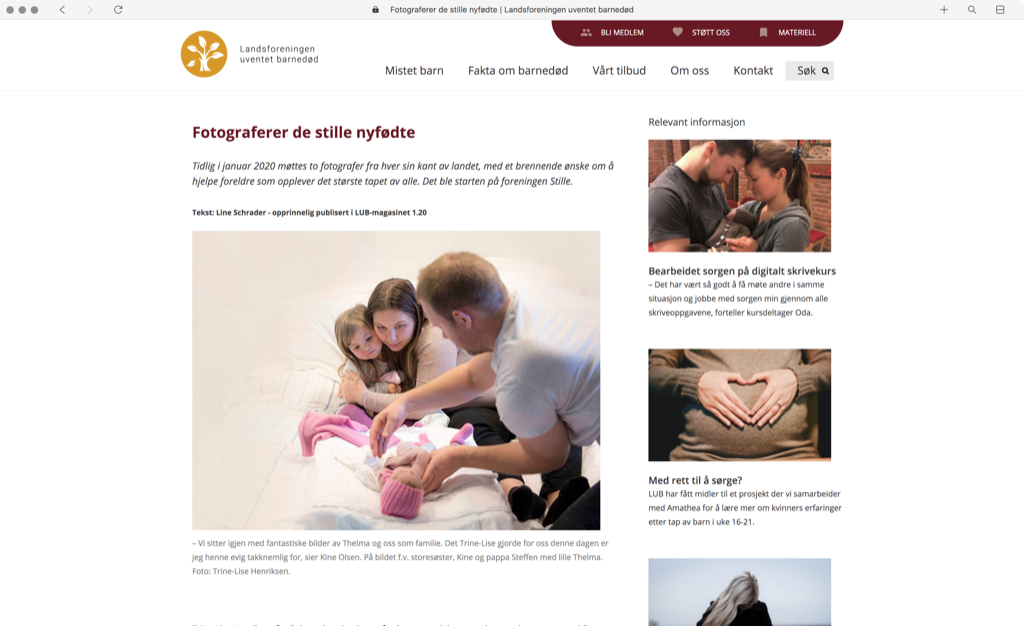 Fotograferer de stille nyfødte | Landsforeningen uventet barnedød
BLI MEDLEM
STØTT OSS
MATERIELL
Landsforeningen
uventet barnedød
Mistet barn
Fakta om barnedød
Vårt tilbud
Om oss
Kontakt
Søk
Fotograferer de stille nyfødte
Tidlig i januar 2020 møttes to fotografer fra hver sin kant av landet, med et brennende ønske om å
hjelpe foreldre som opplever det største tapet av alle. Det ble starten på foreningen Stille.
Tekst: Line Schrader - opprinnelig publisert i LUB-magasinet 1.20
– Vi sitter igjen med fantastiske bilder av Thelma og oss som familie. Det Trine-Lise gjorde for oss denne dagen er
jeg henne evig takknemlig for, sier Kine Olsen. På bildet f.v. storesøster, Kine og pappa Steffen med lille Thelma.
Foto: Trine-Lise Henriksen.
Relevant informasjon
Bearbeidet sorgen på digitalt skrivekurs
– Det har vært så godt å få møte andre i samme
situasjon og jobbe med sorgen min gjennom alle
skriveoppgavene, forteller kursdeltager Oda.
Med rett til å sørge?
LUB har fått midler til et prosjekt der vi samarbeider
med Amathea for å lære mer om kvinners erfaringer
etter tap av barn i uke 16-21.